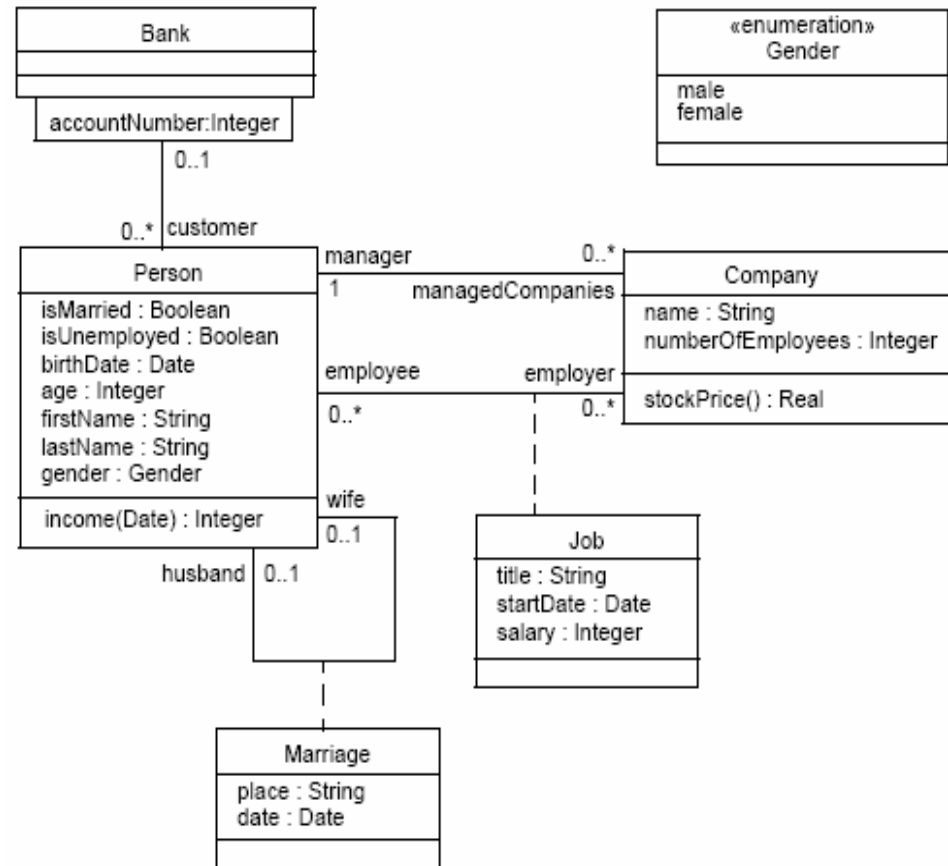 Bank
accountNumber:Integer
0..1
0..* customer
«enumeration»
Gender
male
female
Person
isMarried : Boolean
isUnemployed : Boolean
birthDate : Date
age : Integer
firstName : String
lastName : String
gender : Gender
income(Date) : Integer
manager
0..*
1
managedCompanies
employee
employer
0..*
0..*
Company
name : String
numberOfEmployees : Integer
stockPrice() : Real
wife
0..1
husband
0..1
Job
title : String
startDate : Date
salary : Integer
Marriage
place : String
date : Date